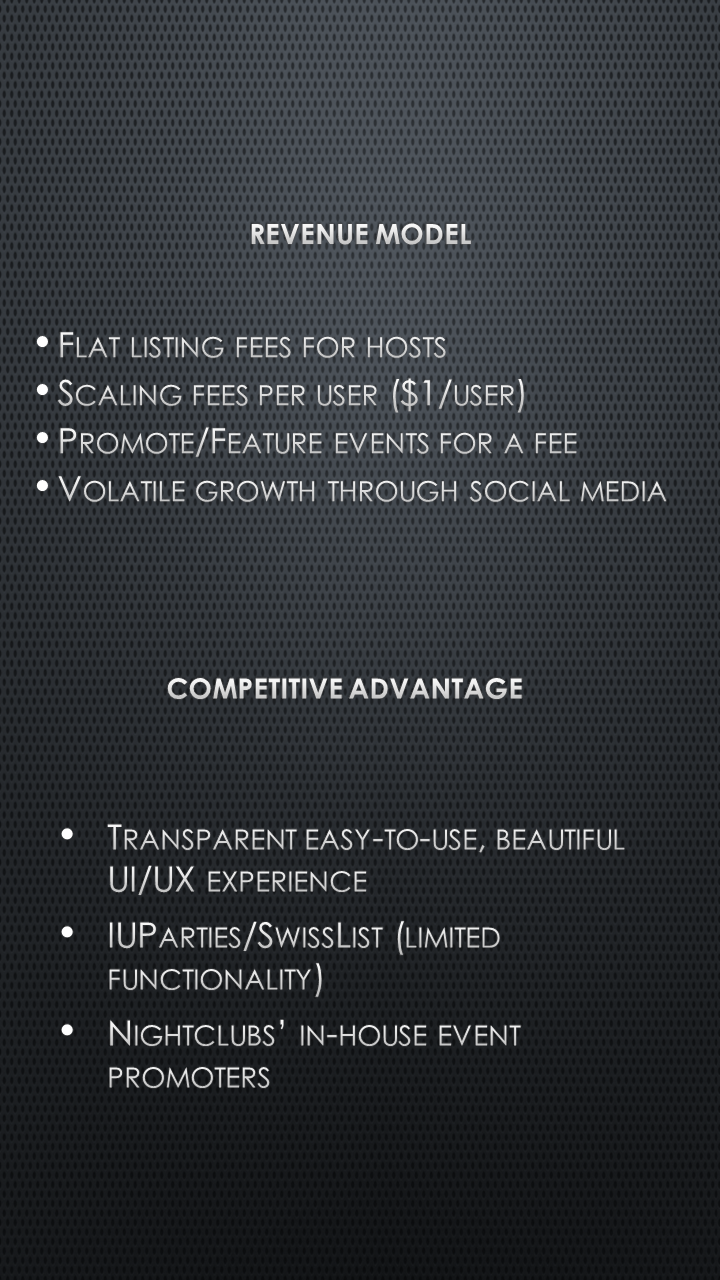 REVENUE MODEL
• FLAT LISTING FEES FOR HOSTS
• SCALING FEES PER USER ($1/USER)
• PROMOTE/FEATURE EVENTS FOR A FEE
• VOLATILE GROWTH THROUGH SOCIAL MEDIA
COMPETITIVE ADVANTAGE
• TRANSPARENT EASY-TO-USE, BEAUTIFUL
UI/UX EXPERIENCE
• IUPARTIES/SWISSLIST (LIMITED
FUNCTIONALITY)
• NIGHTCLUBS’ IN-HOUSE EVENT
PROMOTERS